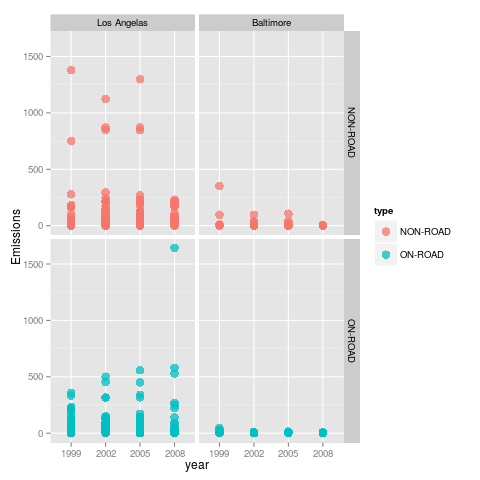 Los Angelas Baltimore
1500
1000
500
0
NON-ROAD
Emissions
type
NON-ROAD
ON-ROAD
1500
1000
500
0
ON-ROAD
1999 2002 2005 2008 1999 2002 2005 2008
year